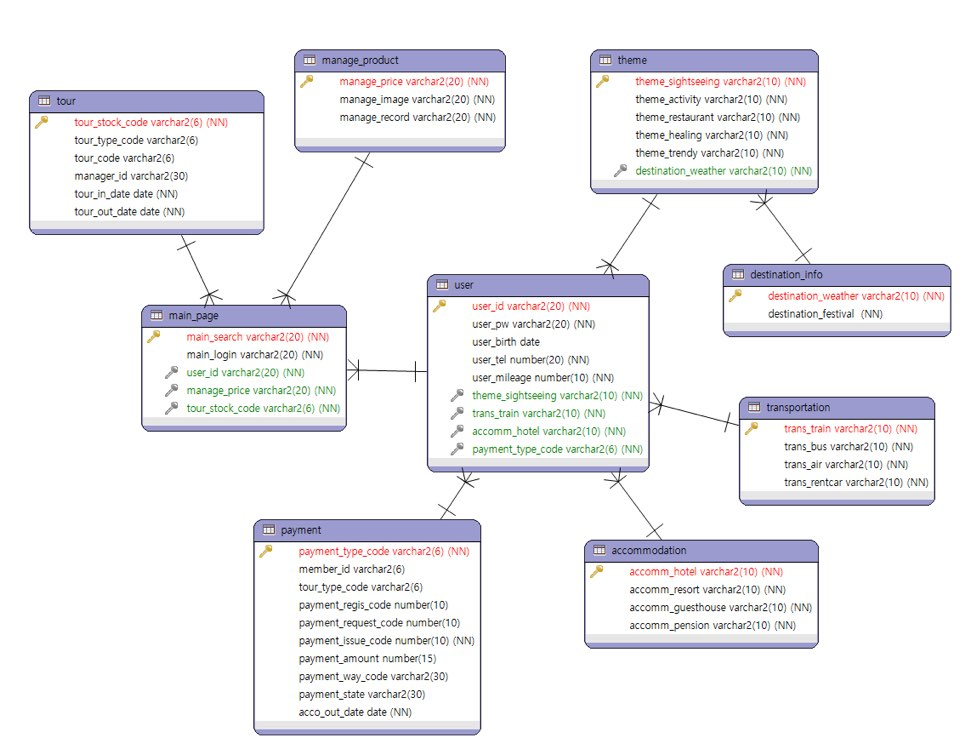 manage_product
manage_price varchar2(20) (NN)
manage_image varchar2(20) (NN)
manage_record varchar2(20) (NN)
theme
theme_sightseeing varchar2(10) (NN)
theme_activity varchar2(10) (NN)
theme_restaurant varchar2(10) (NN)
theme_healing varchar2(10) (NN)
theme_trendy varchar2(10) (NN)
destination_weather varchar2(10) (NN)
tour
tour_stock_code varchar2(6) (NN)
tour_type_code varchar2(6)
tour_code varchar2(6)
manager_id varchar2(30)
tour_in_date date (NN)
tour_out_date date (NN)
destination_info
destination_weather varchar2(10) (NN)
destination_festival (NN)
user
user_id varchar2(20) (NN)
user_pw varchar2(20) (NN)
user_birth date
user_tel number(20) (NN)
user_mileage number(10) (NN)
theme_sightseeing varchar2(10) (NN)
trans_train varchar2(10) (NN)
accomm_hotel varchar2(10) (NN)
payment_type_code varchar2(6) (NN)
main_page
main_search varchar2(20) (NN)
main_login varchar2(20) (NN)
user_id varchar2(20) (NN)
manage_price varchar2(20) (NN)
tour_stock_code varchar2(6) (NN)
transportation
trans_train varchar2(10) (NN)
trans_bus varchar2(10) (NN)
trans_air varchar2(10) (NN)
trans_rentcar varchar2(10) (NN)
payment
payment_type_code varchar2(6) (NN)
member_id varchar2(6)
tour_type_code varchar2(6)
payment_regis_code number(10)
payment_request_code number(10)
payment_issue_code number(10) (NN)
payment_amount number(15)
payment_way_code varchar2(30)
payment_state varchar2(30)
acco_out_date date (NN)
accommodation
accomm_hotel varchar2(10) (NN)
accomm_resort varchar2(10) (NN)
accomm_guesthouse varchar2(10) (NN)
accomm_pension varchar2(10) (NN)